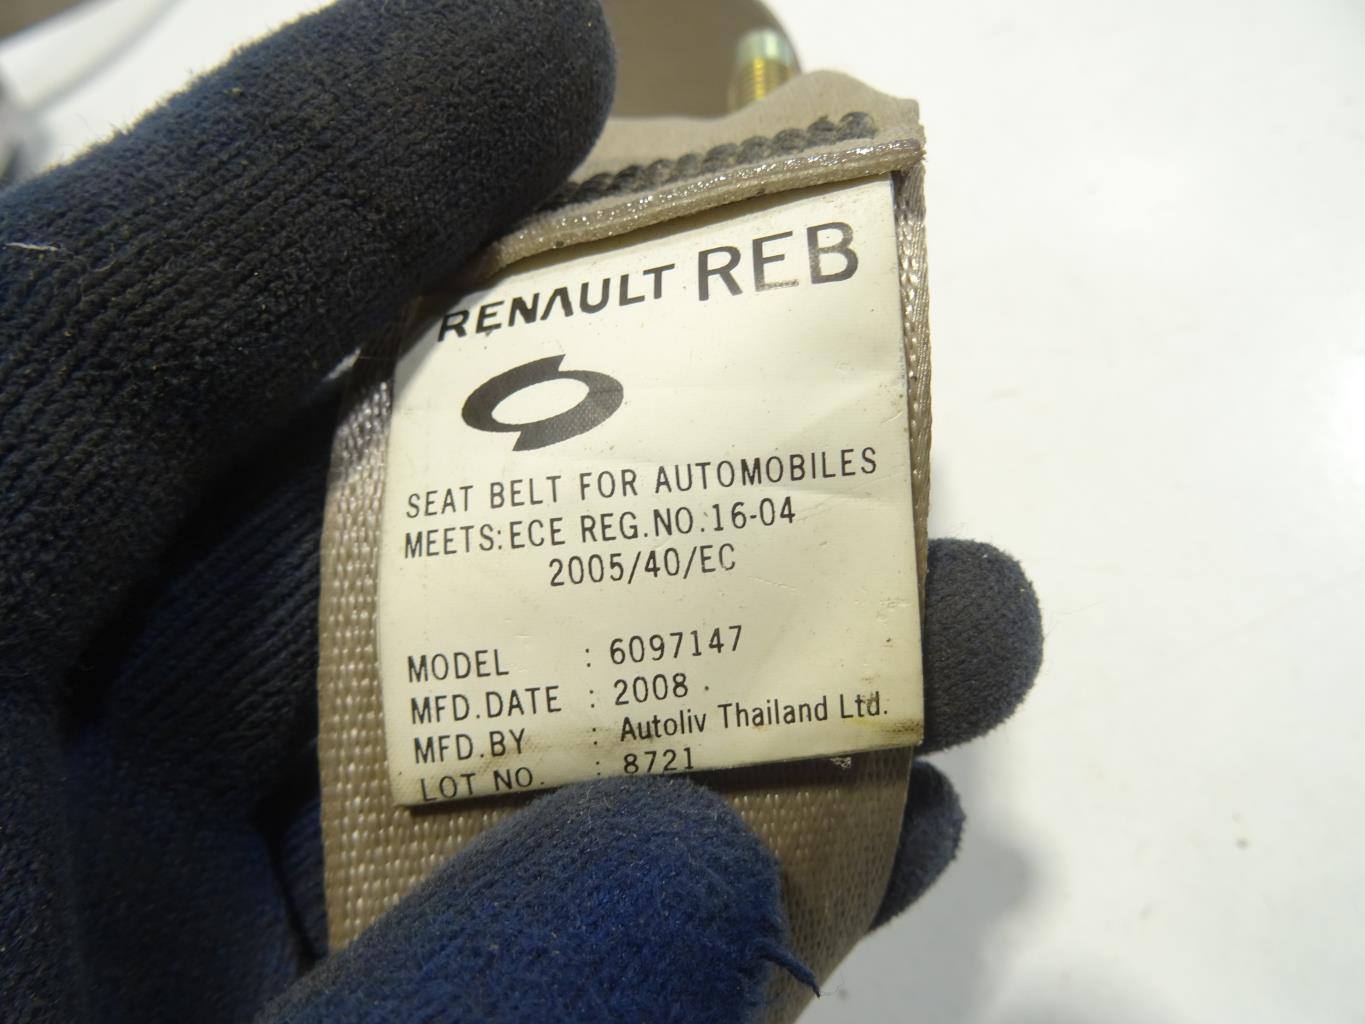 RENAULT REB
SEAT BELT FOR AUTOMOBILES
MEETS:ECE REG.NO.16-04
2005/40/EC
MODEL : 6097147
MFD.DATE : 2008
MFD.BY : Autoliv Thailand Ltd.
LOT NO. : 8721